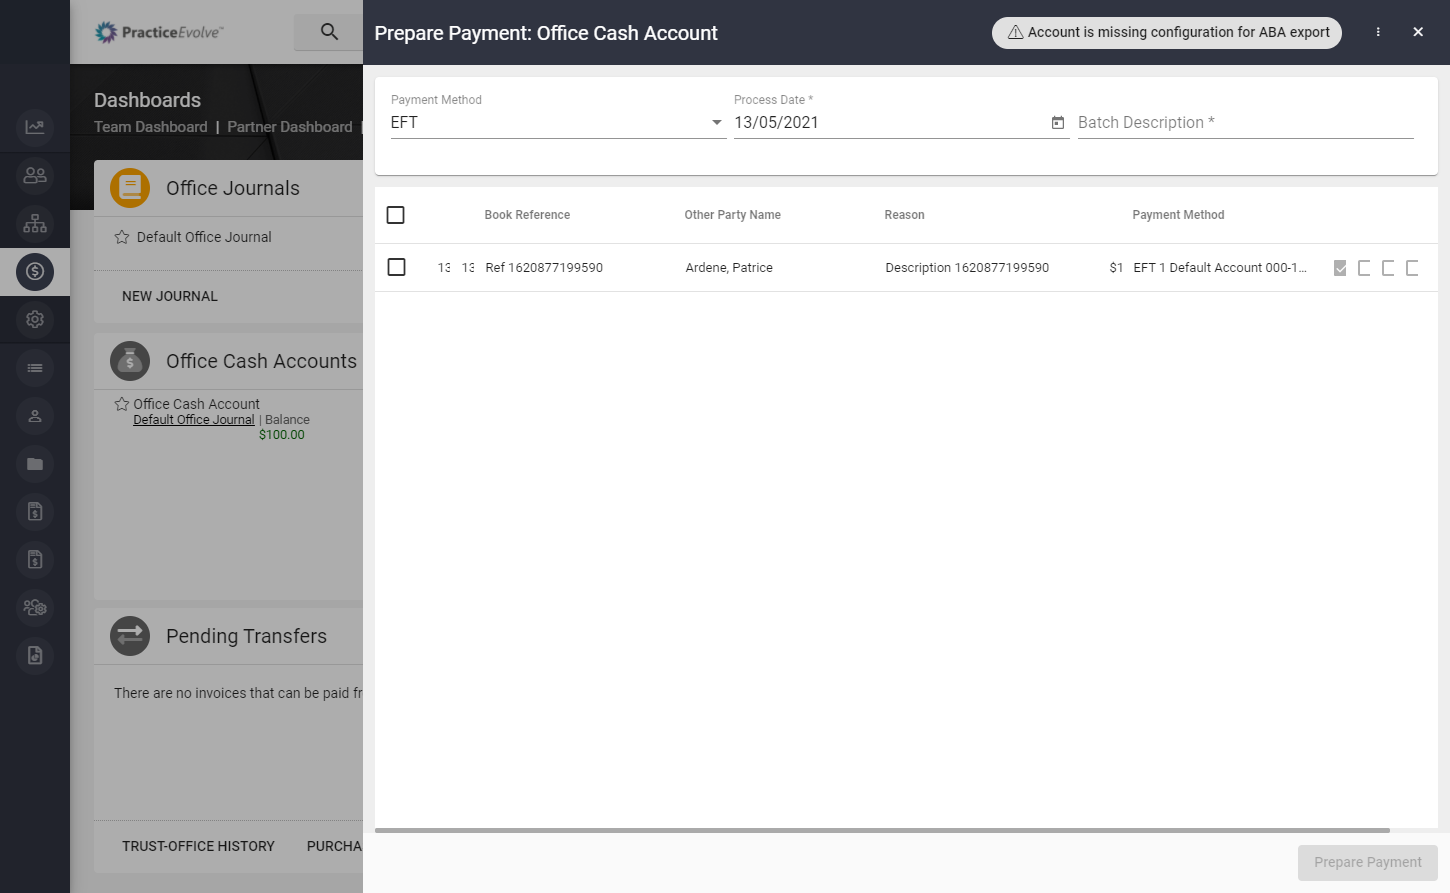 PracticeEvolve™
Prepare Payment: Office Cash Account
Account is missing configuration for ABA export
Dashboards
Team Dashboard | Partner Dashboard |
Office Journals
Default Office Journal
NEW JOURNAL
Office Cash Accounts
Office Cash Account
Default Office Journal | Balance
$100.00
Pending Transfers
There are no invoices that can be paid fr
TRUST-OFFICE HISTORY PURCHA
Payment Method
EFT
Process Date *
13/05/2021
Batch Description *
Book Reference Other Party Name Reason Payment Method
13 13 Ref 1620877199590 Ardene, Patrice Description 1620877199590 $1 EFT 1 Default Account 000-1...
Prepare Payment